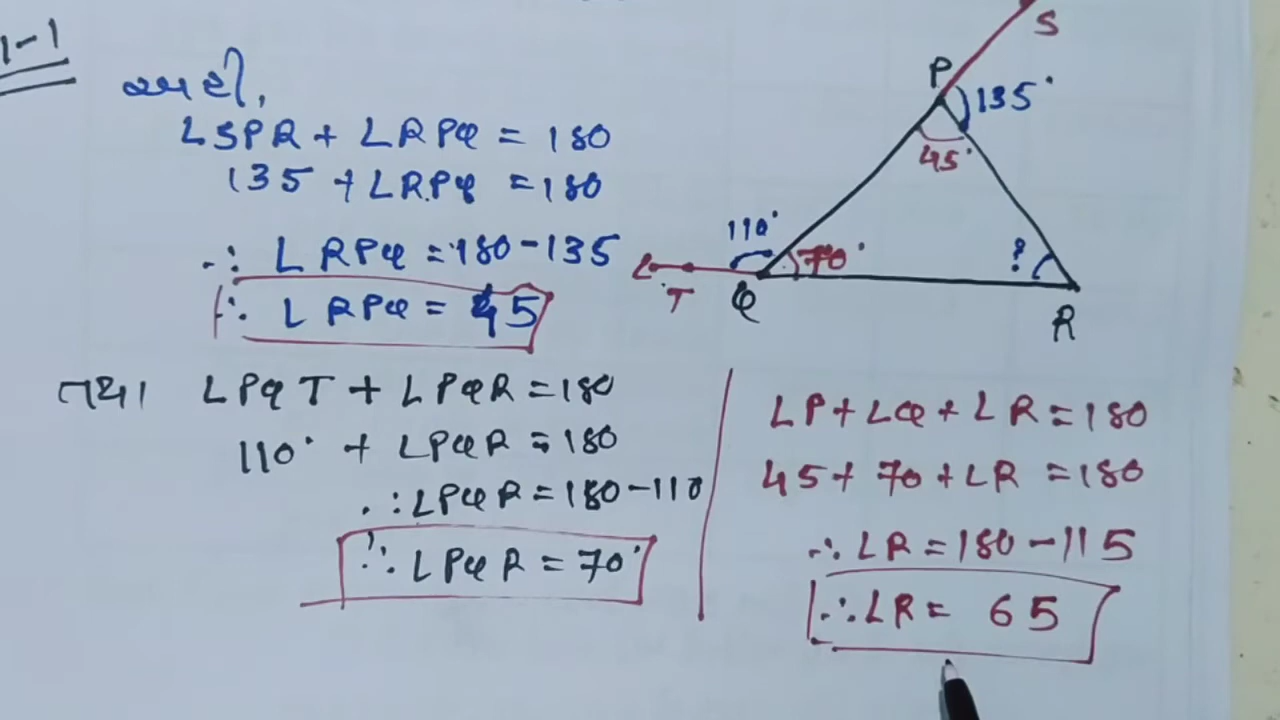 1-1
અહીં,
∠SPR + ∠RPQ = 180
135 + ∠RPQ = 180
∴ ∠RPQ = 180 - 135
∴ ∠RPQ = 45
તથા ∠PQT + ∠PQR = 180
110° + ∠PQR = 180
∴ ∠PQR = 180 - 110
∴ ∠PQR = 70°
S
P
135°
45°
110°
70°
?
T
Q
R
∠P + ∠Q + ∠R = 180
45 + 70 + ∠R = 180
∴ ∠R = 180 - 115
∴ ∠R = 65